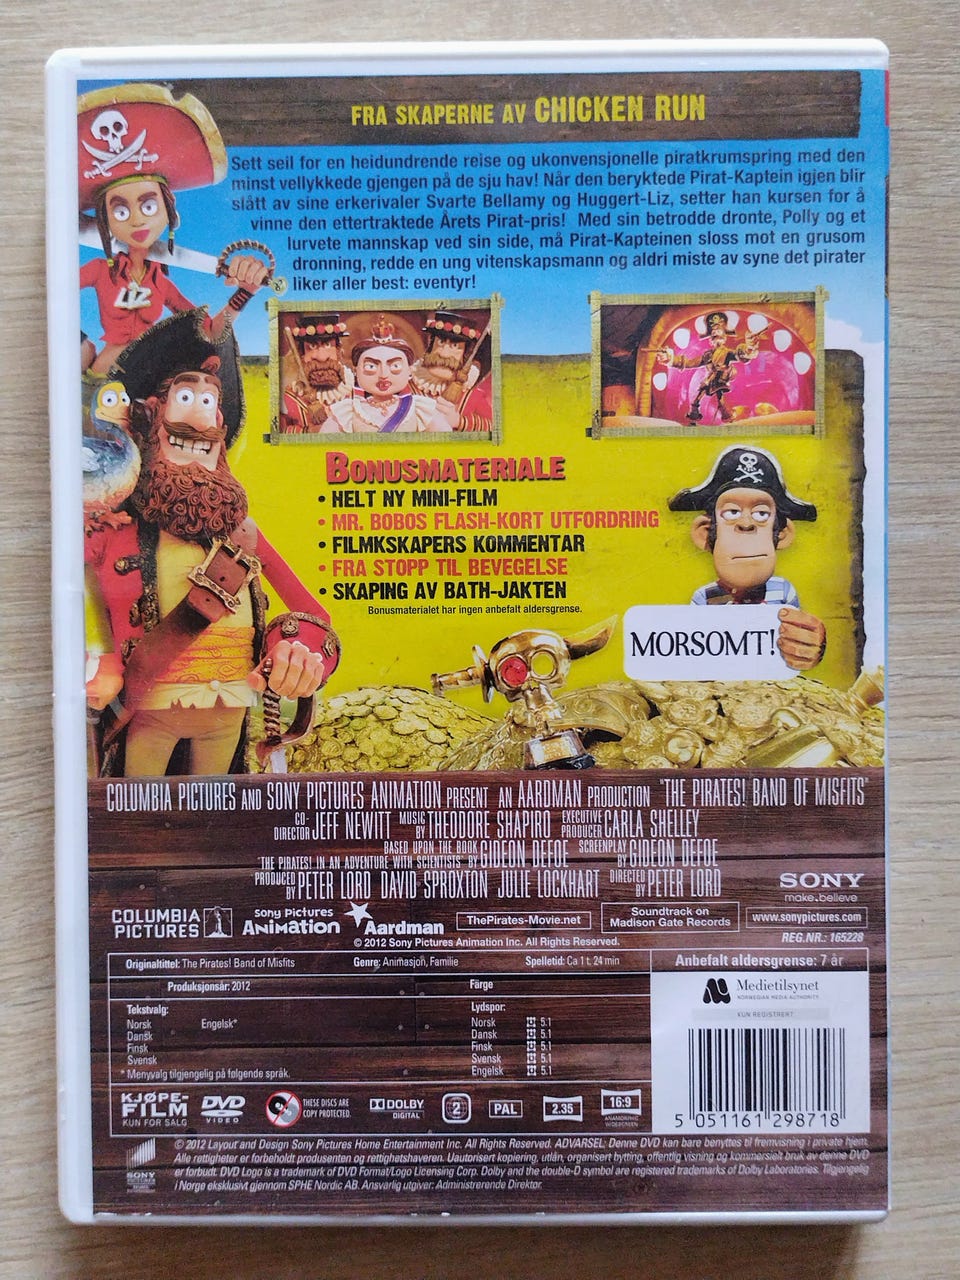 FRA SKAPERNE AV CHICKEN RUN
Sett seil for en heidundrende reise og ukonvensjonelle piratkrumspring med den
minst vellykkede gjengen på de sju hav! Når den beryktede Pirat-Kaptein igjen blir
slått av sine erkerivaler Svarte Bellamy og Huggert-Liz, setter han kursen for å
vinne den ettertraktede Årets Pirat-pris! Med sin betrodde dronte, Polly og et
lurvete mannskap ved sin side, må Pirat-Kapteinen sloss mot en grusom
dronning, redde en ung vitenskapsmann og aldri miste av syne det pirater
liker aller best: eventyr!
LIZ
BONUSMATERIALE
• HELT NY MINI-FILM
• MR. BOBOS FLASH-KORT UTFORDRING
• FILMKSKAPERS KOMMENTAR
• FRA STOPP TIL BEVEGELSE
• SKAPING AV BATH-JAKTEN
Bonusmaterialet har ingen anbefalt aldersgrense.
MORSOMT!
COLUMBIA PICTURES AND SONY PICTURES ANIMATION PRESENT AN AARDMAN PRODUCTION "THE PIRATES! BAND OF MISFITS"
CO-DIRECTOR JEFF NEWITT MUSIC BY THEODORE SHAPIRO EXECUTIVE PRODUCER CARLA SHELLEY
BASED UPON THE BOOK "THE PIRATES! IN AN ADVENTURE WITH SCIENTISTS" BY GIDEON DEFOE SCREENPLAY BY GIDEON DEFOE
PRODUCED BY PETER LORD DAVID SPROXTON JULIE LOCKHART DIRECTED BY PETER LORD
SONY
make.believe
COLUMBIA PICTURES
Sony Pictures Animation
Aardman
ThePirates-Movie.net
Soundtrack on Madison Gate Records
www.sonypictures.com
© 2012 Sony Pictures Animation Inc. All Rights Reserved.
REG.NR.: 165228
Originaltittel: The Pirates! Band of Misfits Genre: Animasjon, Familie Spilletid: Ca 1 t. 24 min
Anbefalt aldersgrense: 7 år
Produksjonsår: 2012 Färge
Medietilsynet
NORWEGIAN MEDIA AUTHORITY
KUN REGISTRERT
Tekstvalg: Lydspor:
Norsk Engelsk* Norsk 5.1
Dansk Dansk 5.1
Finsk Finsk 5.1
Svensk Svensk 5.1
* Menyvalg tilgjengelig på følgende språk. Engelsk 5.1
KJØPE-FILM
KUN FOR SALG
DVD VIDEO
THESE DISCS ARE COPY PROTECTED.
DOLBY DIGITAL
2
PAL
2.35
16:9
ANAMORPHIC WIDESCREEN
5 051161 298718
© 2012 Layout and Design Sony Pictures Home Entertainment Inc. All Rights Reserved. ADVARSEL: Denne DVD kan bare benyttes til fremvisning i private hjem.
Alle rettigheter er forbeholdt produsenten og rettighetshaveren. Uautorisert kopiering, utlån, organisert bytting, offentlig visning og kommersielt bruk av denne DVD
er forbudt. DVD Logo is a trademark of DVD Format/Logo Licensing Corp. Dolby and the double-D symbol are registered trademarks of Dolby Laboratories. Tilgjengelig
i Norge eksklusivt gjennom SPHE Nordic AB. Ansvarlig utgiver: Administrerende Direktør.
SONY PICTURES